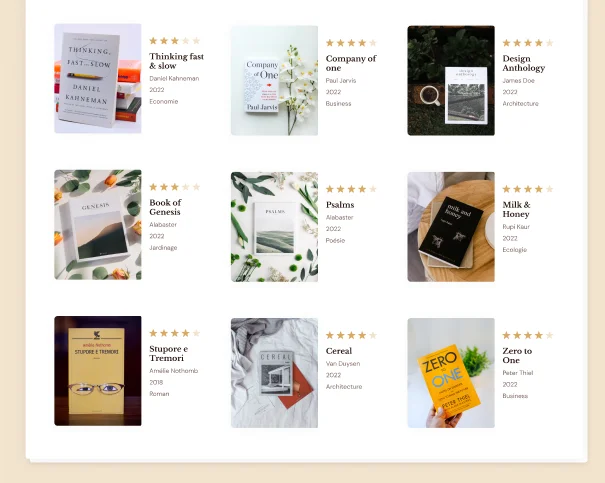 THINKING,
FAST AND SLOW
DANIEL
KAHNEMAN
Thinking fast
& slow
Daniel Kahneman
2022
Economie
Company
of One
Paul Jarvis
Company of
one
Paul Jarvis
2022
Business
design
anthology
Design
Anthology
James Doe
2022
Architecture
GENESIS
Book of
Genesis
Alabaster
2022
Jardinage
PSALMS
Psalms
Alabaster
2022
Poésie
milk and
honey
Milk &
Honey
Rupi Kaur
2022
Ecologie
Amélie Nothomb
STUPORE E TREMORI
Stupore e
Tremori
Amélie Nothomb
2018
Roman
CEREAL
Cereal
Van Duysen
2022
Architecture
ZERO
TO
ONE
PETER THIEL
Zero to
One
Peter Thiel
2022
Business